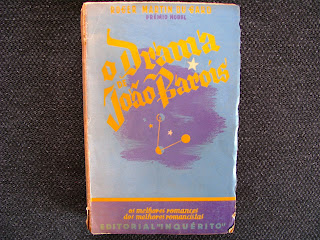 ROGER MARTIN DU GARD
PRÉMIO NOBEL
o Drama
de
João Barois
os melhores romances
dos melhores romancistas
EDITORIAL "INQUÉRITO"